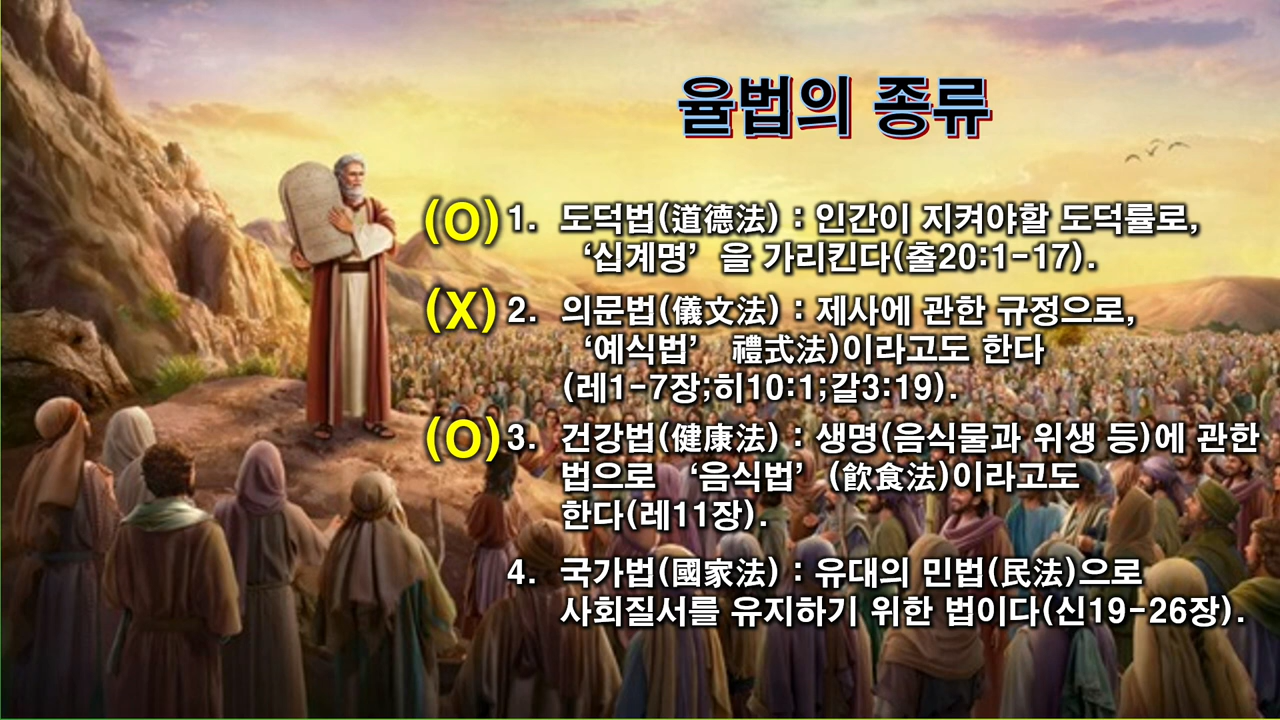 율법의 종류
(O) 1. 도덕법(道德法) : 인간이 지켜야할 도덕률로,
‘십계명’ 을 가리킨다(출20:1-17).
(X) 2. 의문법(儀文法) : 제사에 관한 규정으로,
‘예식법’ 禮式法)이라고도 한다
(레1-7장;히10:1;갈3:19).
(O) 3. 건강법(健康法) : 생명(음식물과 위생 등)에 관한
법으로 ‘음식법’ (飮食法)이라고도
한다(레11장).
4. 국가법(國家法) : 유대의 민법(民法)으로
사회질서를 유지하기 위한 법이다(신19-26장).